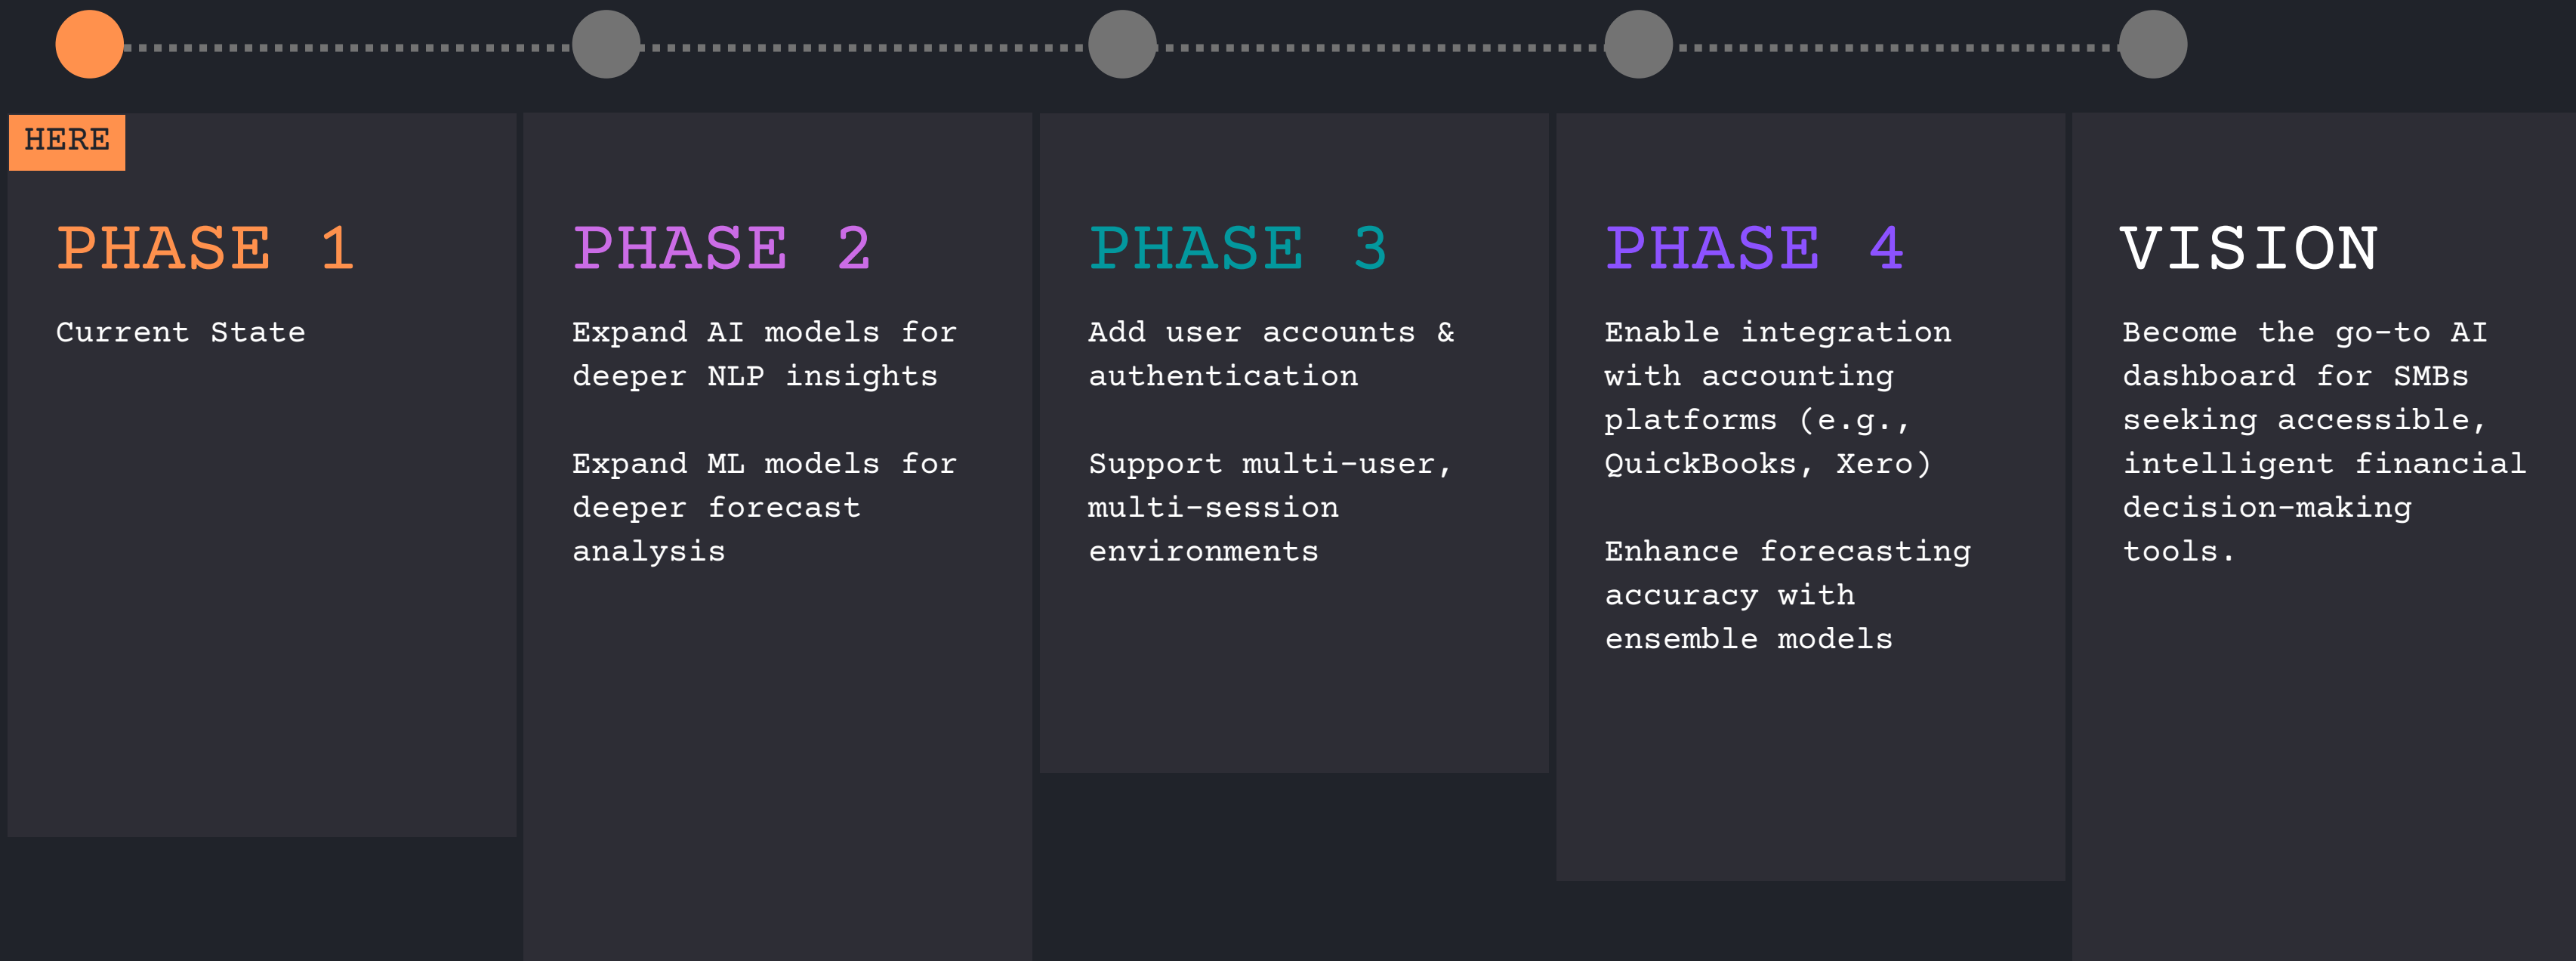 HERE
PHASE 1
Current State
PHASE 2
Expand AI models for
deeper NLP insights
Expand ML models for
deeper forecast
analysis
PHASE 3
Add user accounts &
authentication
Support multi-user,
multi-session
environments
PHASE 4
Enable integration
with accounting
platforms (e.g.,
QuickBooks, Xero)
Enhance forecasting
accuracy with
ensemble models
VISION
Become the go-to AI
dashboard for SMBs
seeking accessible,
intelligent financial
decision-making
tools.